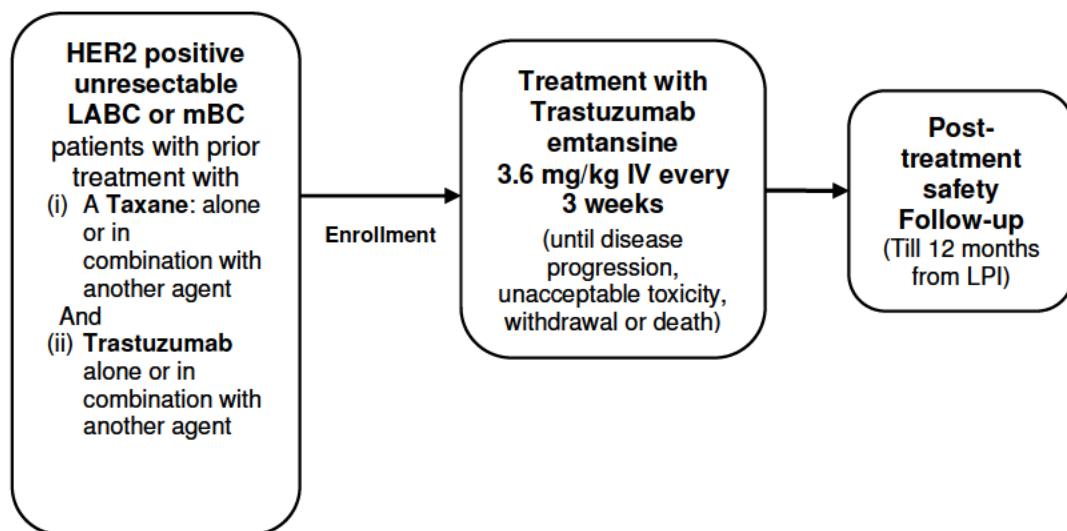 HER2 positive
unresectable
LABC or mBC
patients with prior
treatment with
(i) A Taxane: alone
or in
combination with
another agent
And
(ii) Trastuzumab
alone or in
combination with
another agent
Enrollment
Treatment with
Trastuzumab
emtansine
3.6 mg/kg IV every
3 weeks
(until disease
progression,
unacceptable toxicity,
withdrawal or death)
Post-
treatment
safety
Follow-up
(Till 12 months
from LPI)